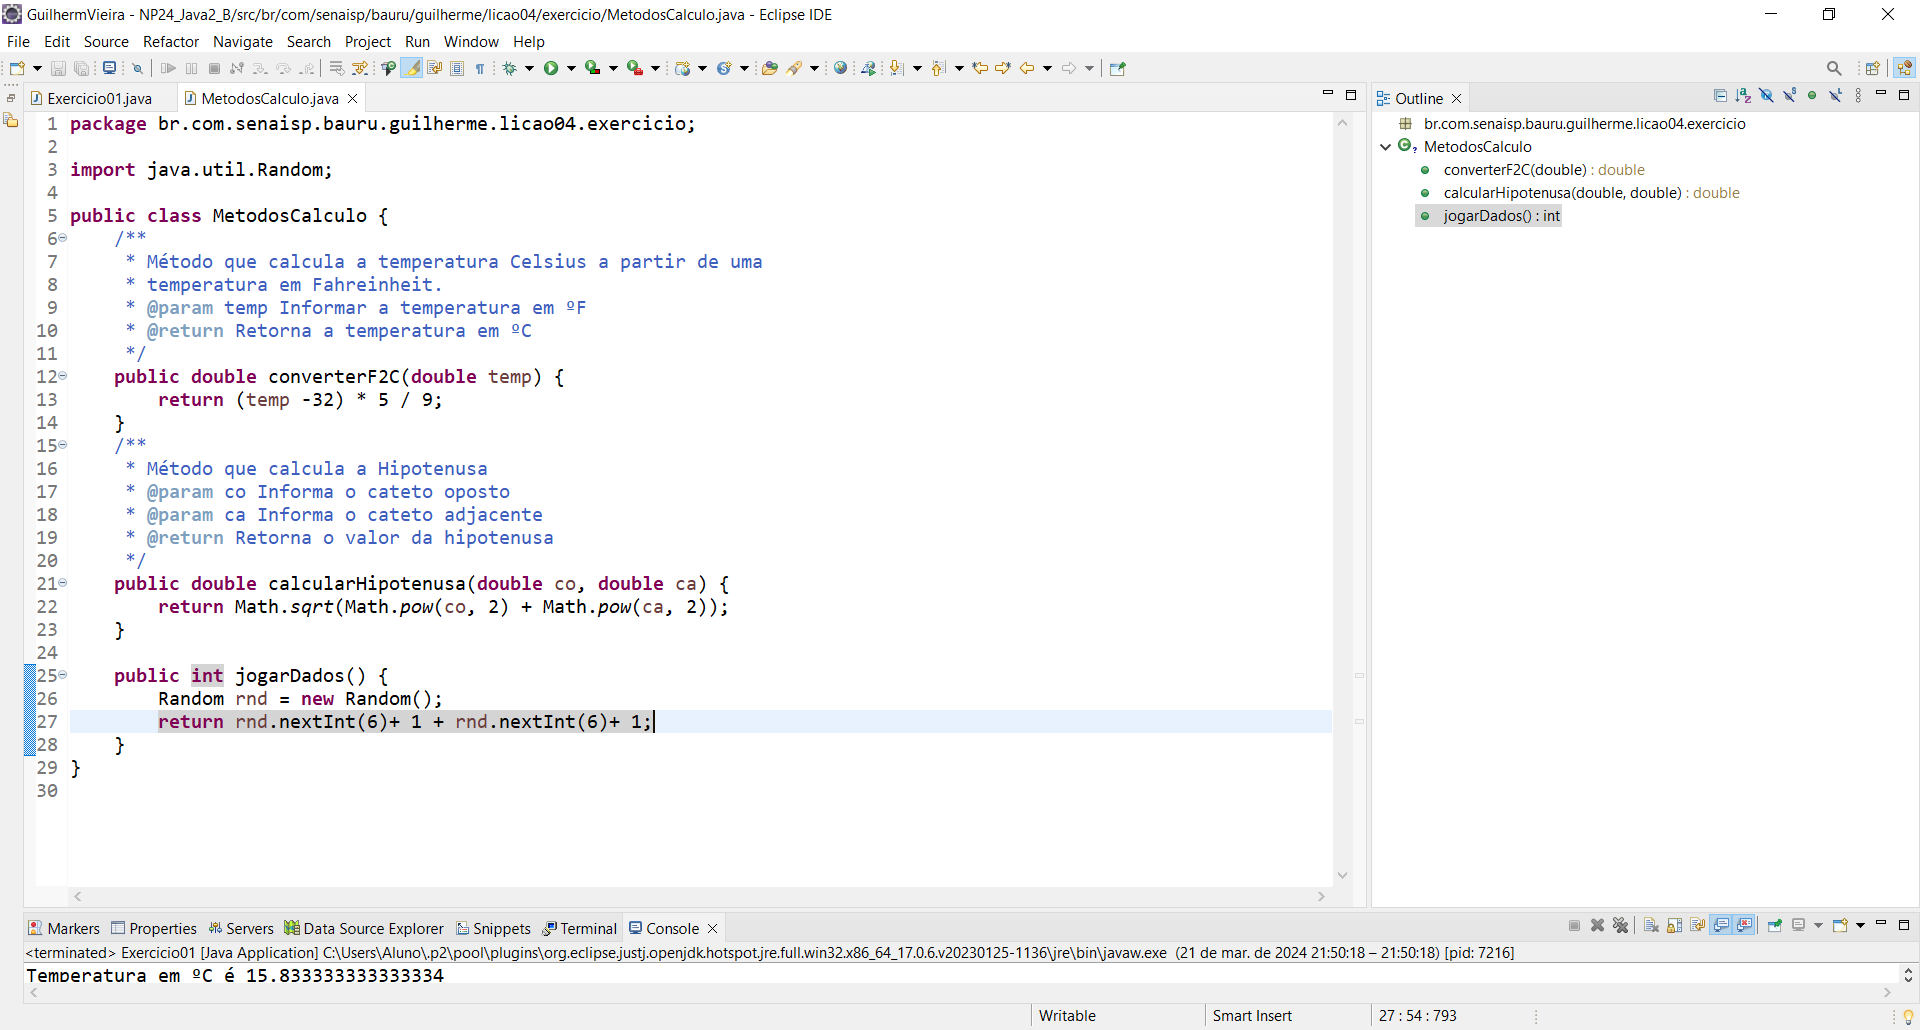 GuilhermVieira - NP24_Java2_B/src/br/com/senaisp/bauru/guilherme/licao04/exercicio/MetodosCalculo.java - Eclipse IDE
File Edit Source Refactor Navigate Search Project Run Window Help
Exercicio01.java MetodosCalculo.java
1 package br.com.senaisp.bauru.guilherme.licao04.exercicio;
2
3 import java.util.Random;
4
5 public class MetodosCalculo {
6 /**
7 * Método que calcula a temperatura Celsius a partir de uma
8 * temperatura em Fahreinheit.
9 * @param temp Informar a temperatura em ºF
10 * @return Retorna a temperatura em ºC
11 */
12 public double converterF2C(double temp) {
13 return (temp -32) * 5 / 9;
14 }
15 /**
16 * Método que calcula a Hipotenusa
17 * @param co Informa o cateto oposto
18 * @param ca Informa o cateto adjacente
19 * @return Retorna o valor da hipotenusa
20 */
21 public double calcularHipotenusa(double co, double ca) {
22 return Math.sqrt(Math.pow(co, 2) + Math.pow(ca, 2));
23 }
24
25 public int jogarDados() {
26 Random rnd = new Random();
27 return rnd.nextInt(6)+ 1 + rnd.nextInt(6)+ 1;
28 }
29 }
30
Outline
br.com.senaisp.bauru.guilherme.licao04.exercicio
MetodosCalculo
converterF2C(double) : double
calcularHipotenusa(double, double) : double
jogarDados() : int
Markers Properties Servers Data Source Explorer Snippets Terminal Console
<terminated> Exercicio01 [Java Application] C:\Users\Aluno\.p2\pool\plugins\org.eclipse.justj.openjdk.hotspot.jre.full.win32.x86_64_17.0.6.v20230125-1136\jre\bin\javaw.exe (21 de mar. de 2024 21:50:18 – 21:50:18) [pid: 7216]
Temperatura em ºC é 15.833333333333334
Writable Smart Insert 27 : 54 : 793